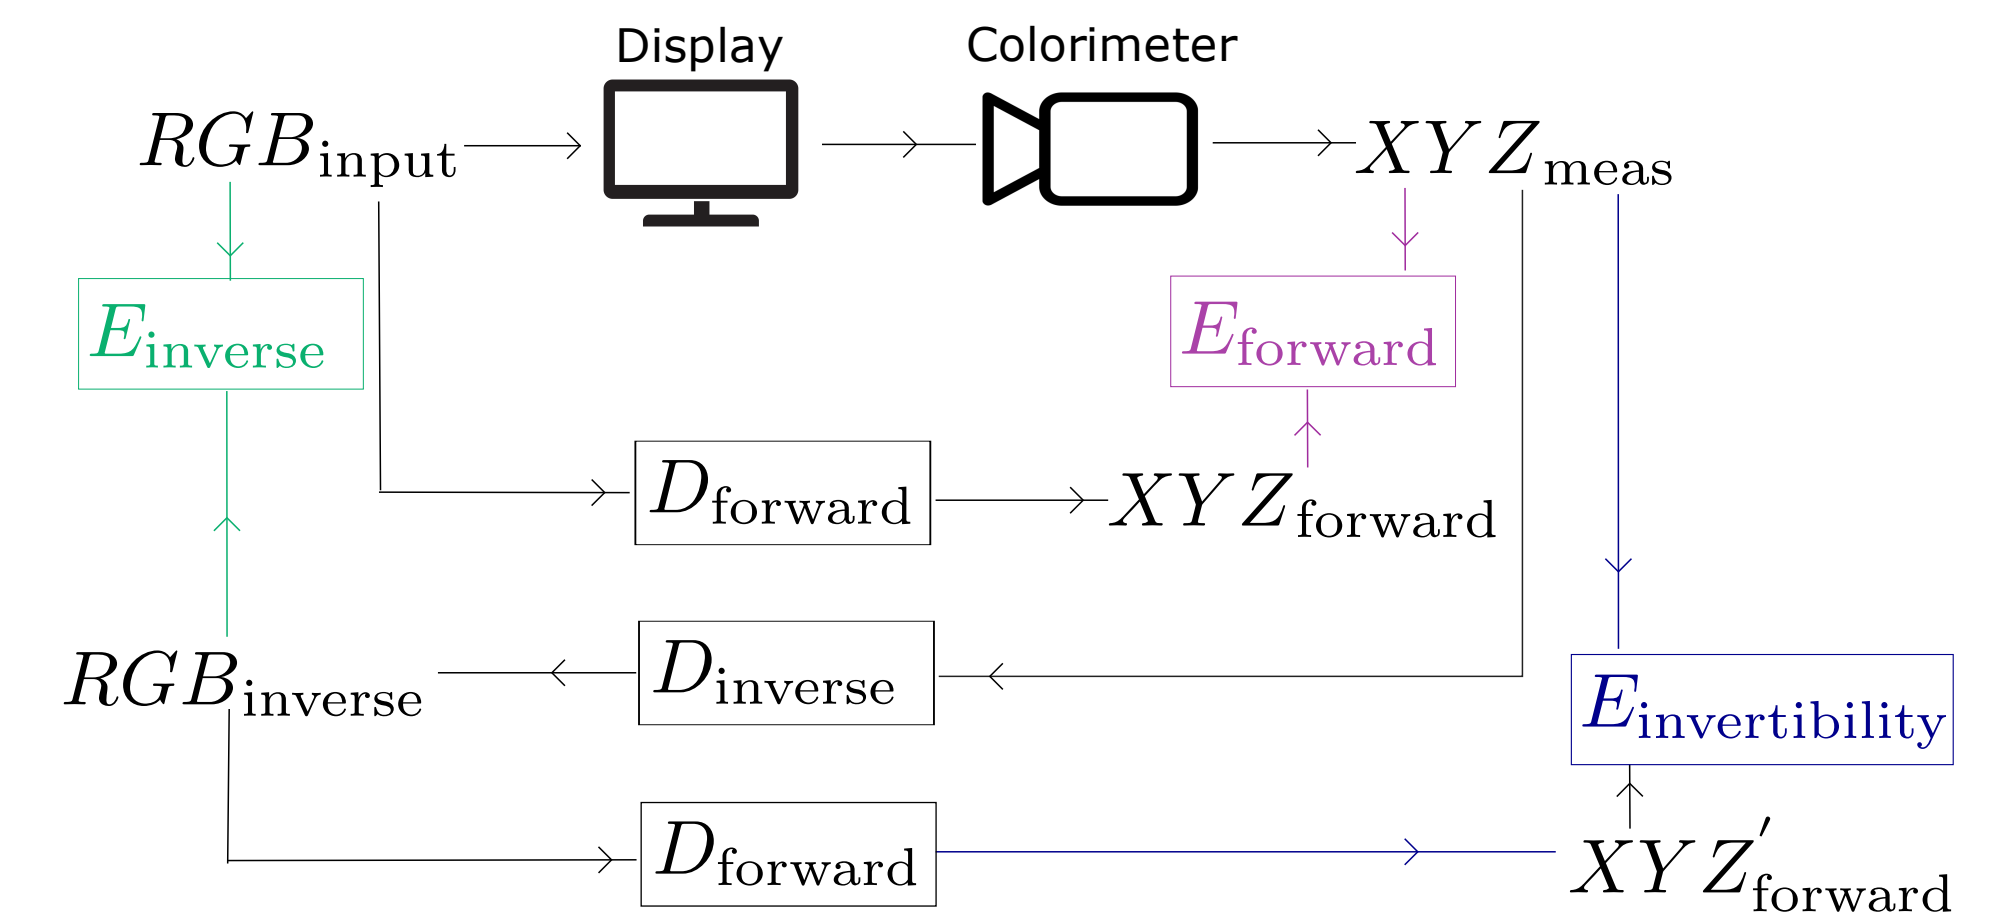 Display
Colorimeter
RGB_input
XYZ_meas
E_inverse
E_forward
D_forward
XYZ_forward
RGB_inverse
D_inverse
E_invertibility
D_forward
XYZ'_forward